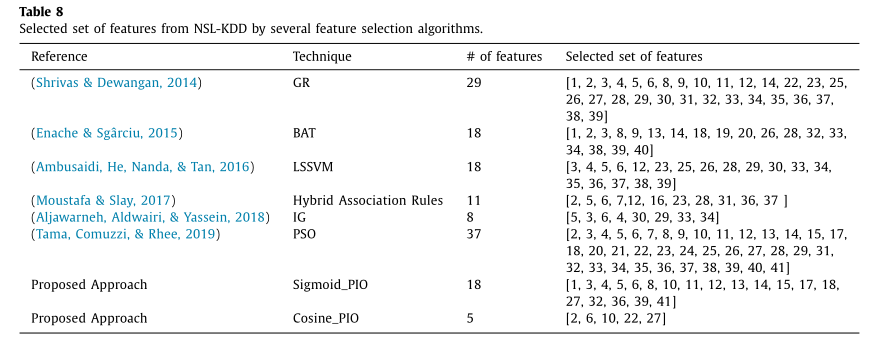 Table 8
Selected set of features from NSL-KDD by several feature selection algorithms.
Reference Technique # of features Selected set of features
(Shrivas & Dewangan, 2014) GR 29 [1, 2, 3, 4, 5, 6, 8, 9, 10, 11, 12, 14, 22, 23, 25,
26, 27, 28, 29, 30, 31, 32, 33, 34, 35, 36, 37,
38, 39]
(Enache & Sgârciu, 2015) BAT 18 [1, 2, 3, 8, 9, 13, 14, 18, 19, 20, 26, 28, 32, 33,
34, 38, 39, 40]
(Ambusaidi, He, Nanda, & Tan, 2016) LSSVM 18 [3, 4, 5, 6, 12, 23, 25, 26, 28, 29, 30, 33, 34,
35, 36, 37, 38, 39]
(Moustafa & Slay, 2017) Hybrid Association Rules 11 [2, 5, 6, 7,12, 16, 23, 28, 31, 36, 37 ]
(Aljawarneh, Aldwairi, & Yassein, 2018) IG 8 [5, 3, 6, 4, 30, 29, 33, 34]
(Tama, Comuzzi, & Rhee, 2019) PSO 37 [2, 3, 4, 5, 6, 7, 8, 9, 10, 11, 12, 13, 14, 15, 17,
18, 20, 21, 22, 23, 24, 25, 26, 27, 28, 29, 31,
32, 33, 34, 35, 36, 37, 38, 39, 40, 41]
Proposed Approach Sigmoid_PIO 18 [1, 3, 4, 5, 6, 8, 10, 11, 12, 13, 14, 15, 17, 18,
27, 32, 36, 39, 41]
Proposed Approach Cosine_PIO 5 [2, 6, 10, 22, 27]